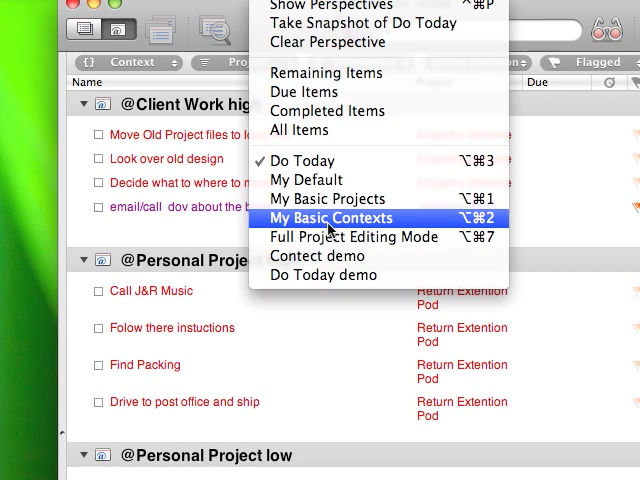 Show Perspectives ^⌘P
Take Snapshot of Do Today
Clear Perspective
Context
Flagged
Remaining Items
Name
Due
Due Items
@Client Work
Completed Items
All Items
Move Old Project files to
Look over old design
✓ Do Today ⌥⌘3
Decide what to where to
My Default
My Basic Projects ⌥⌘1
email/call dov about the
My Basic Contexts ⌥⌘2
Full Project Editing Mode ⌥⌘7
@Personal Project
Contect demo
Do Today demo
Call J&R Music
Return Extention
Pod
Folow there instuctions
Return Extention
Pod
Find Packing
Return Extention
Pod
Drive to post office and ship
Return Extention
Pod
@Personal Project low